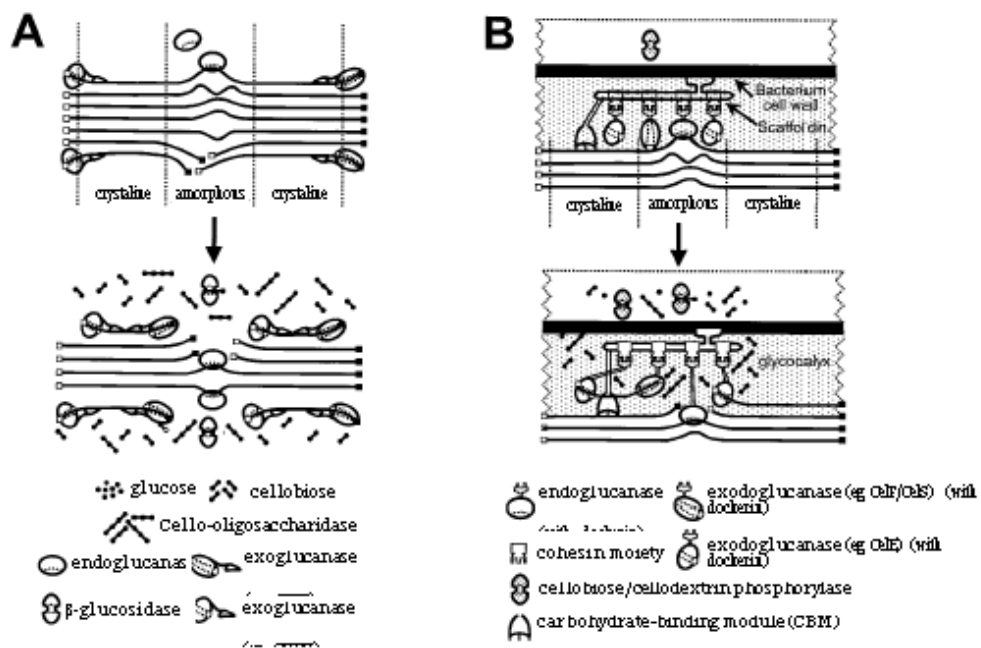 A
crystaline amorphous crystaline
glucose cellobiose
Cello-oligosaccharidase
endoglucanas exoglucanase
β-glucosidase exoglucanase
B
Bacterium
cell wall
Scaffoldin
crystaline amorphous crystaline
glycocalyx
endoglucanase
exodoglucanase (eg CelF/CelS) (with
dockerin)
cohesin moiety
exodoglucanase (eg CelE) (with
dockerin)
cellobiose/cellodextrin phosphorylase
carbohydrate-binding module (CBM)